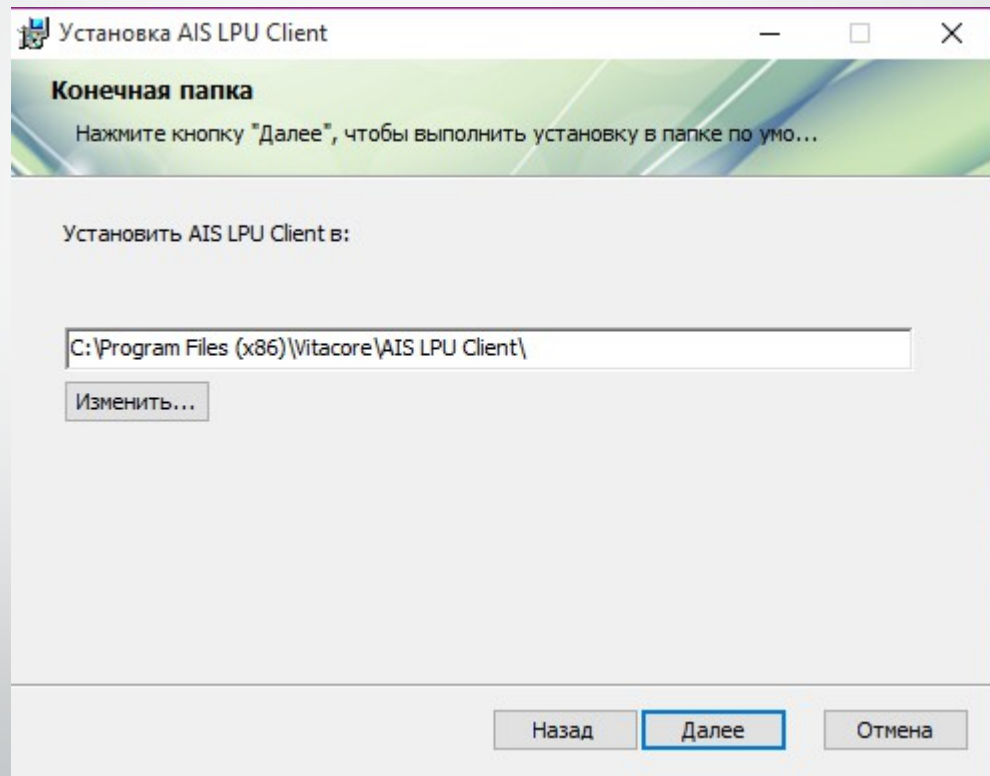 Установка AIS LPU Client
Конечная папка
Нажмите кнопку "Далее", чтобы выполнить установку в папке по умо...
Установить AIS LPU Client в:
C:\Program Files (x86)\Vitacore\AIS LPU Client\
Изменить...
Назад Далее Отмена